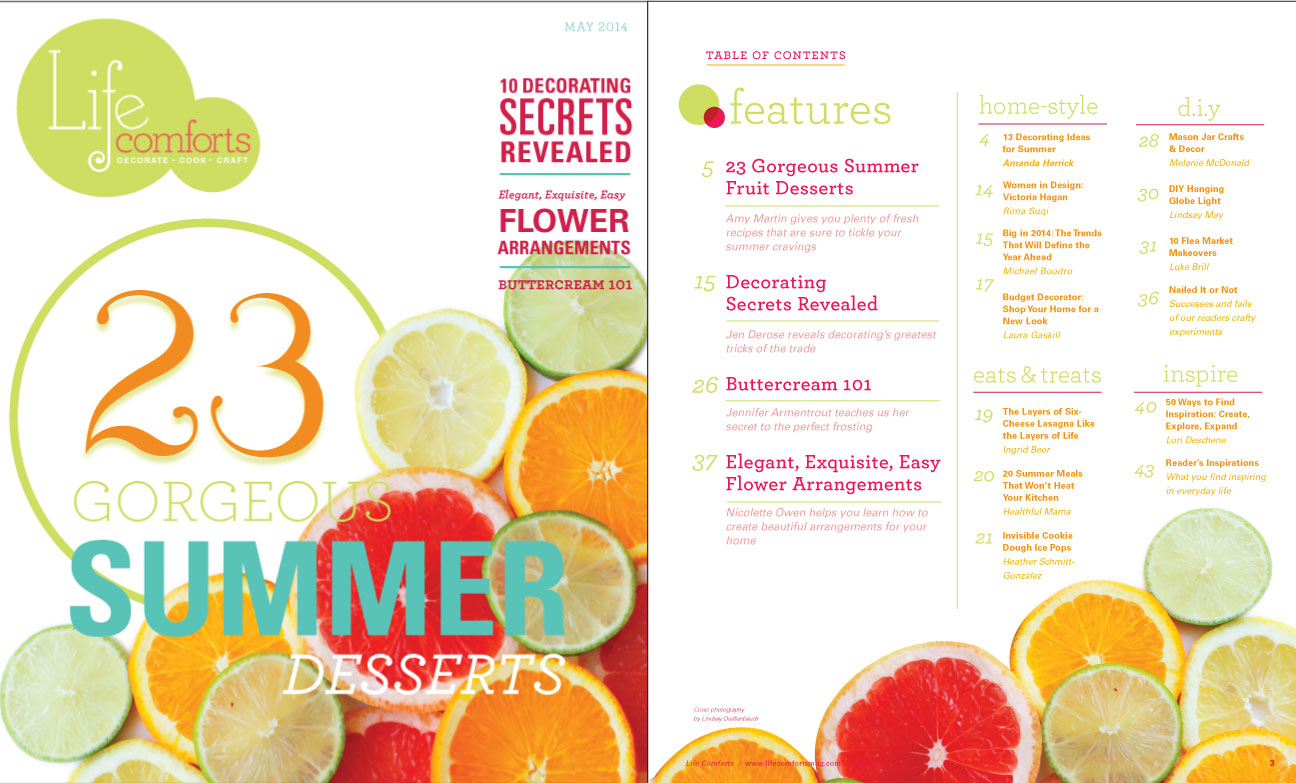 MAY 2014
Life
comforts
DECORATE • COOK • CRAFT
10 DECORATING
SECRETS
REVEALED
Elegant, Exquisite, Easy
FLOWER
ARRANGEMENTS
BUTTERCREAM 101
23
GORGEOUS
SUMMER
DESSERTS
TABLE OF CONTENTS
features
5 23 Gorgeous Summer
Fruit Desserts
Amy Martin gives you plenty of fresh
recipes that are sure to tickle your
summer cravings
15 Decorating
Secrets Revealed
Jen Derose reveals decorating's greatest
tricks of the trade
26 Buttercream 101
Jennifer Armentrout teaches us her
secret to the perfect frosting
37 Elegant, Exquisite, Easy
Flower Arrangements
Nicolette Owen helps you learn how to
create beautiful arrangements for your
home
home-style
4 13 Decorating Ideas
for Summer
Amanda Herrick
14 Women in Design:
Victoria Hagan
Rima Suqi
15 Big in 2014: The Trends
That Will Define the
Year Ahead
Michael Boodro
17
Budget Decorator:
Shop Your Home for a
New Look
Laura Gaskill
eats & treats
19 The Layers of Six-
Cheese Lasagna Like
the Layers of Life
Ingrid Beer
20 20 Summer Meals
That Won't Heat
Your Kitchen
Healthful Mama
21 Invisible Cookie
Dough Ice Pops
Heather Schmitt-
González
d.i.y
28 Mason Jar Crafts
& Decor
Melanie McDonald
30 DIY Hanging
Globe Light
Lindsay May
31 10 Flea Market
Makeovers
Luke Brill
36 Nailed It or Not
Successes and fails
of our readers crafty
experiments
inspire
40 50 Ways to Find
Inspiration: Create,
Explore, Expand
Lori Deschene
43 Reader's Inspirations
What you find inspiring
in everyday life
Cover photography
by Lindsay Dieffenbauch
Life Comforts / www.lifecomfortsmag.com
3